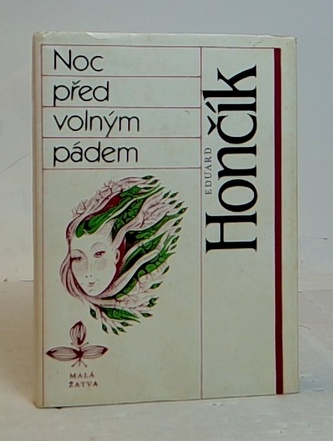 Noc
před
volným
pádem
EDUARD
Hončík
MALÁ
ŽATVA